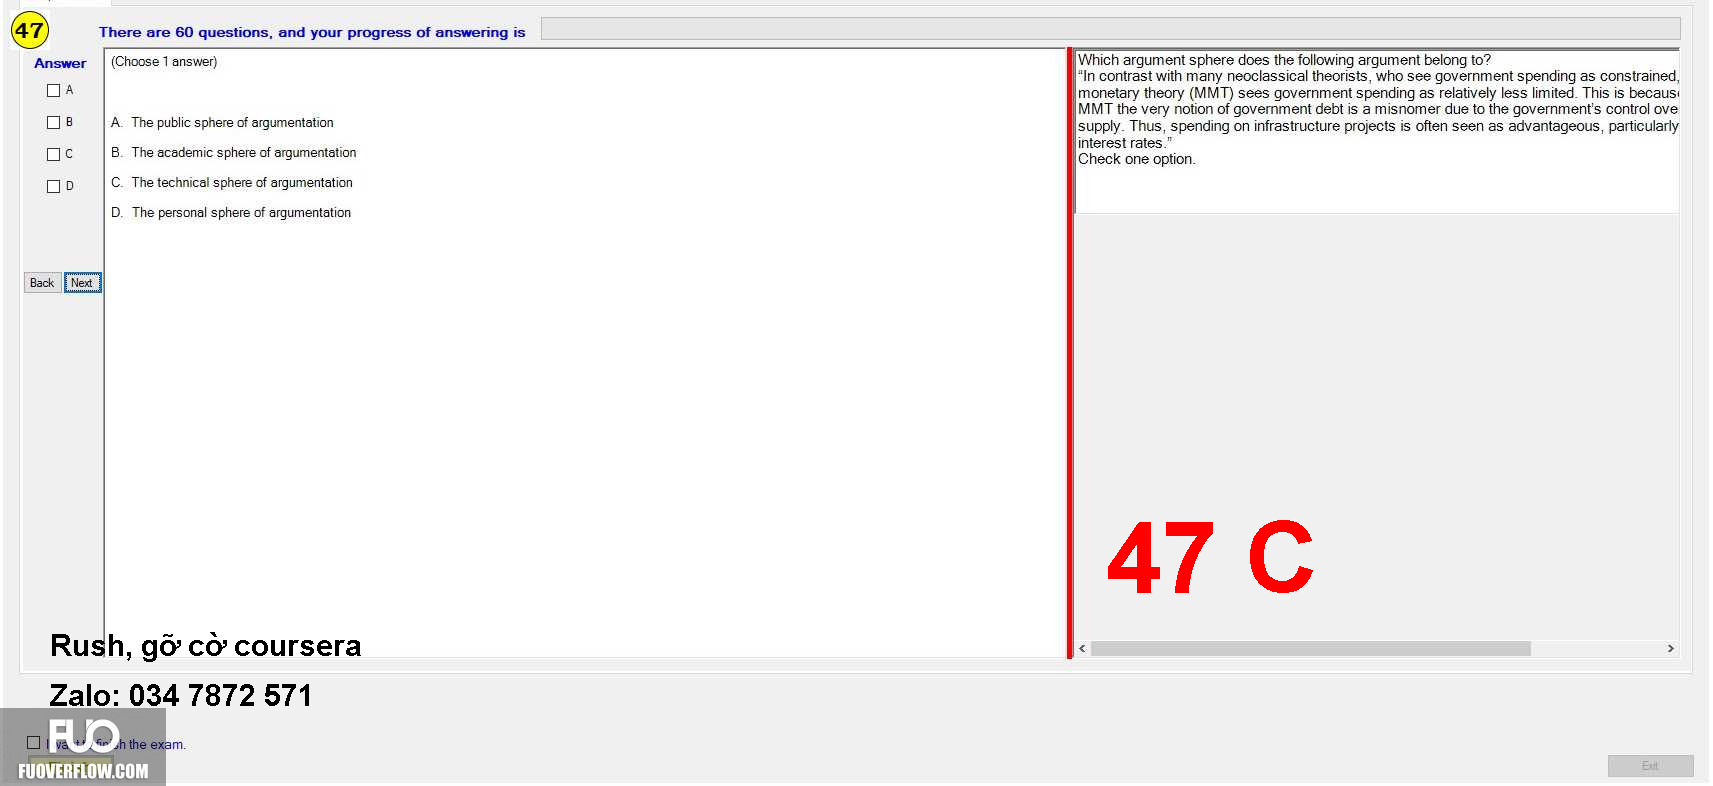 47
There are 60 questions, and your progress of answering is
Answer
A
B
C
D
Back
Next
(Choose 1 answer)
A. The public sphere of argumentation
B. The academic sphere of argumentation
C. The technical sphere of argumentation
D. The personal sphere of argumentation
Which argument sphere does the following argument belong to?
“In contrast with many neoclassical theorists, who see government spending as constrained,
monetary theory (MMT) sees government spending as relatively less limited. This is becaus
MMT the very notion of government debt is a misnomer due to the government's control ove
supply. Thus, spending on infrastructure projects is often seen as advantageous, particularly
interest rates.”
Check one option.
47 C
Rush, gỡ cờ coursera
Zalo: 034 7872 571
I want to finish the exam.
FUO
FUOVERFLOW.COM
Exit